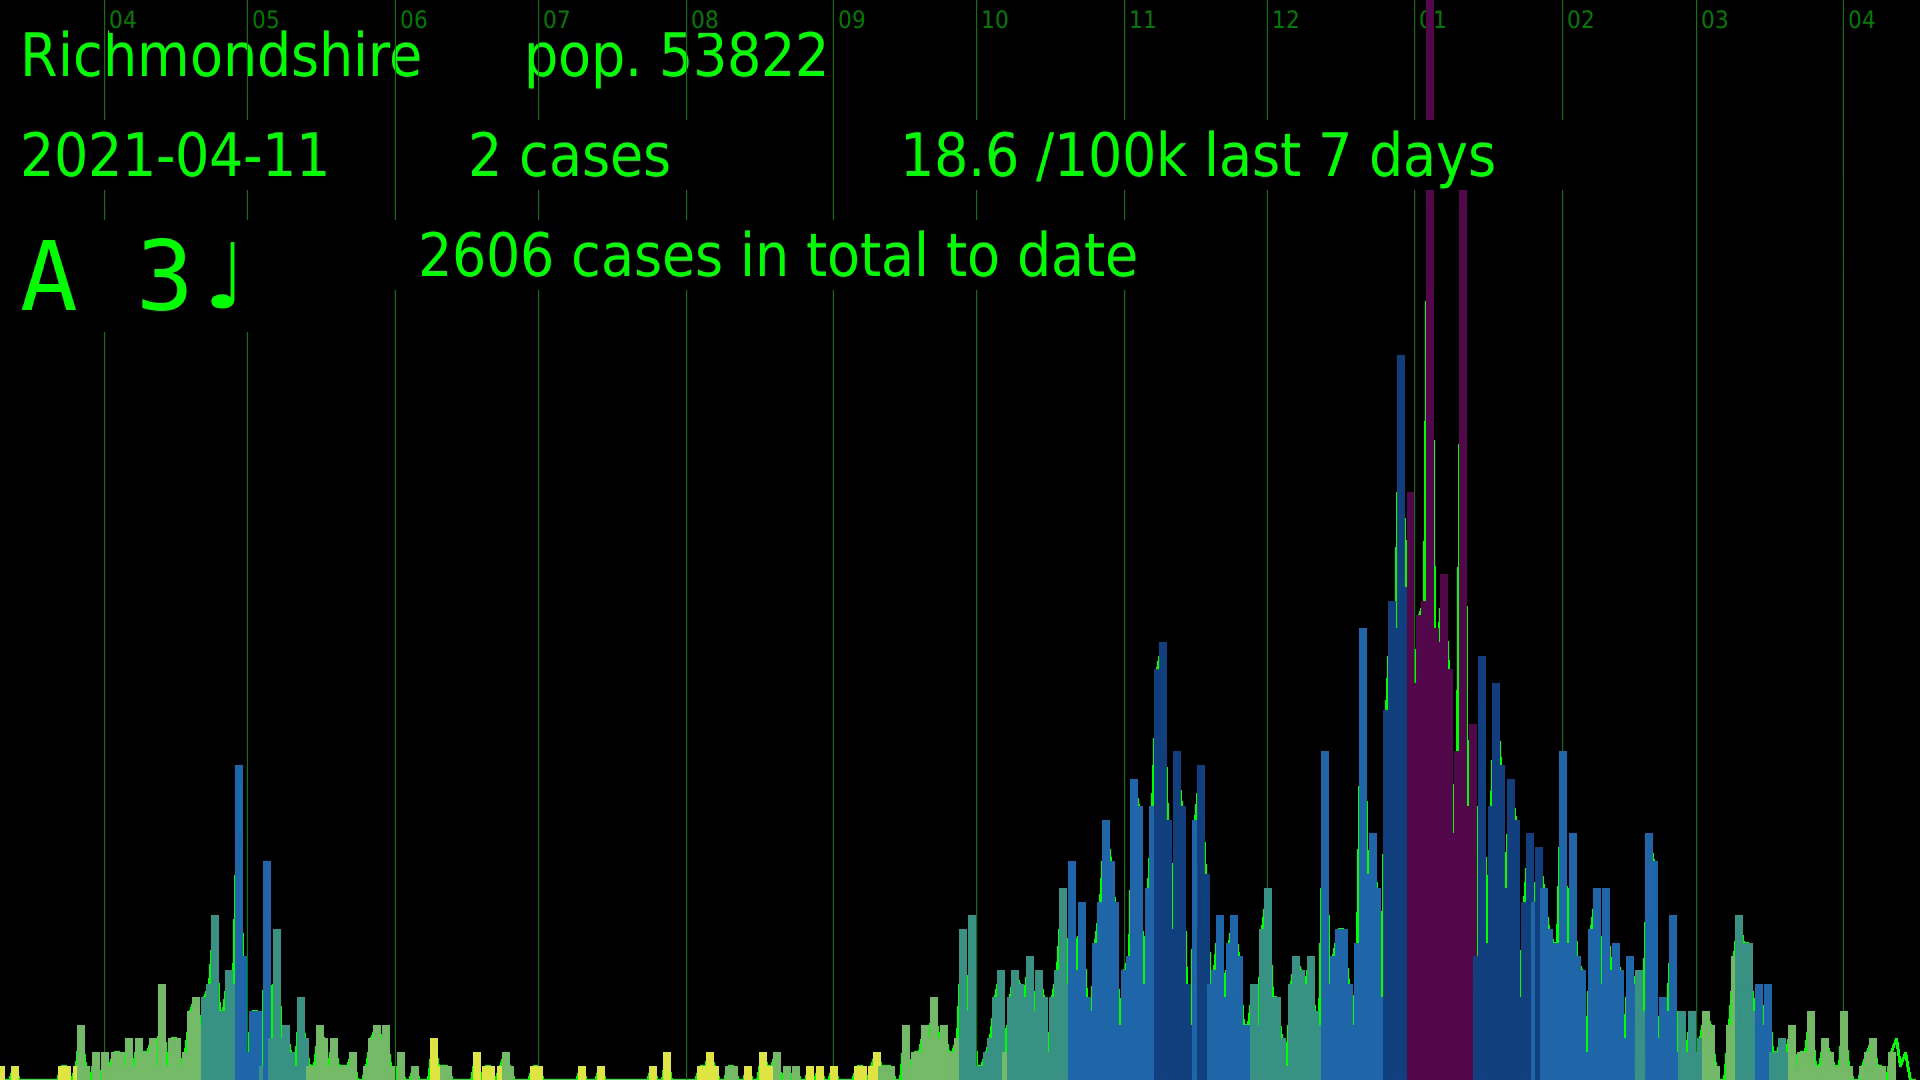 04 05 06 07 08 09 10 11 12 01 02 03 04
Richmondshire pop. 53822
2021-04-11 2 cases 18.6 /100k last 7 days
A 3♩ 2606 cases in total to date